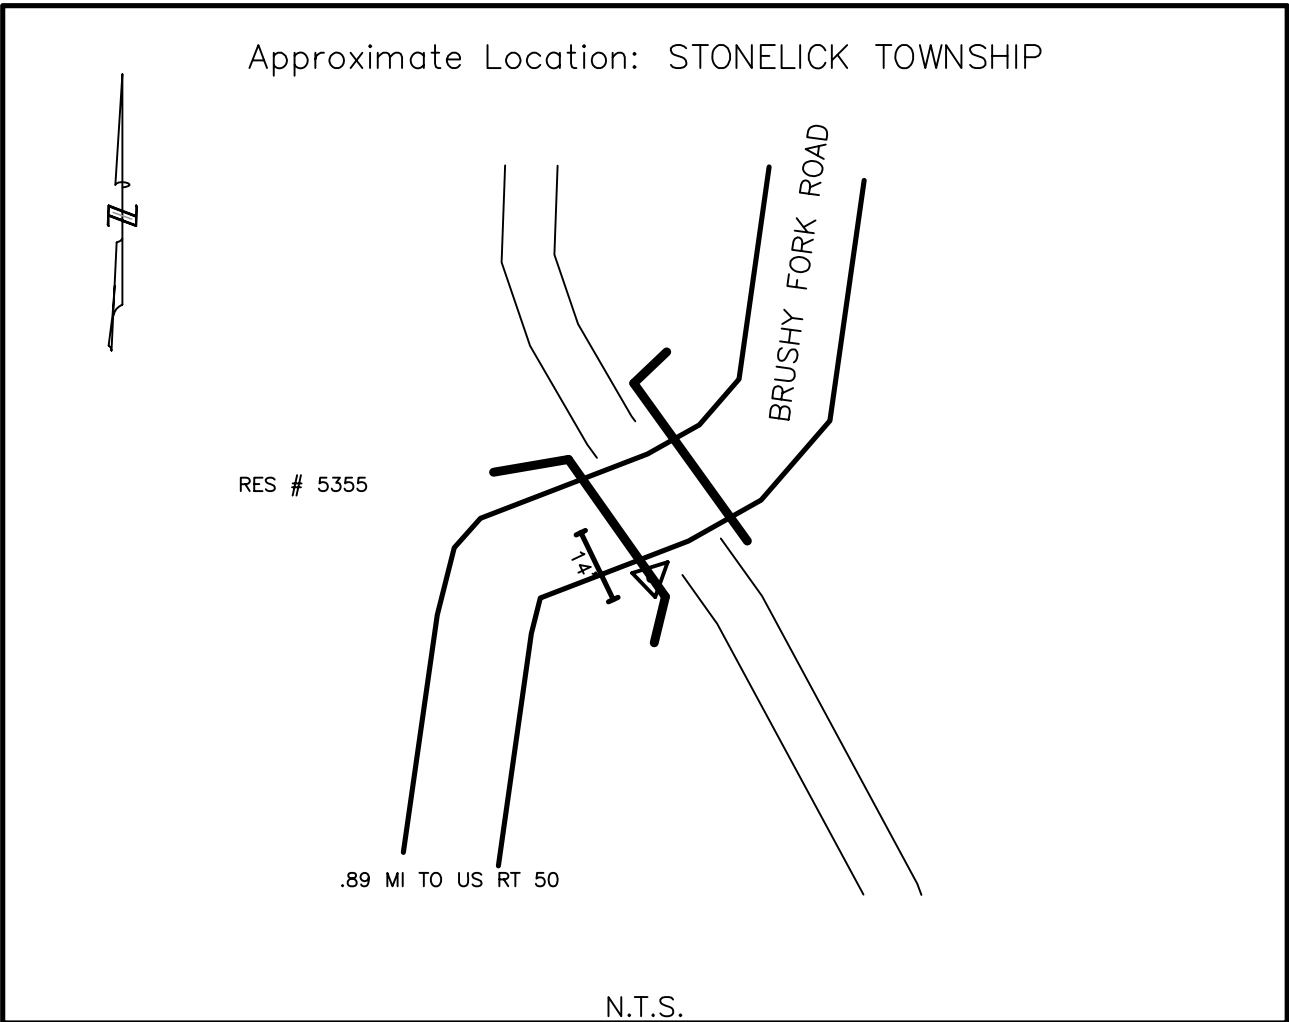 Approximate Location: STONELICK TOWNSHIP
N
BRUSHY FORK ROAD
RES # 5355
14'
.89 MI TO US RT 50
N.T.S.